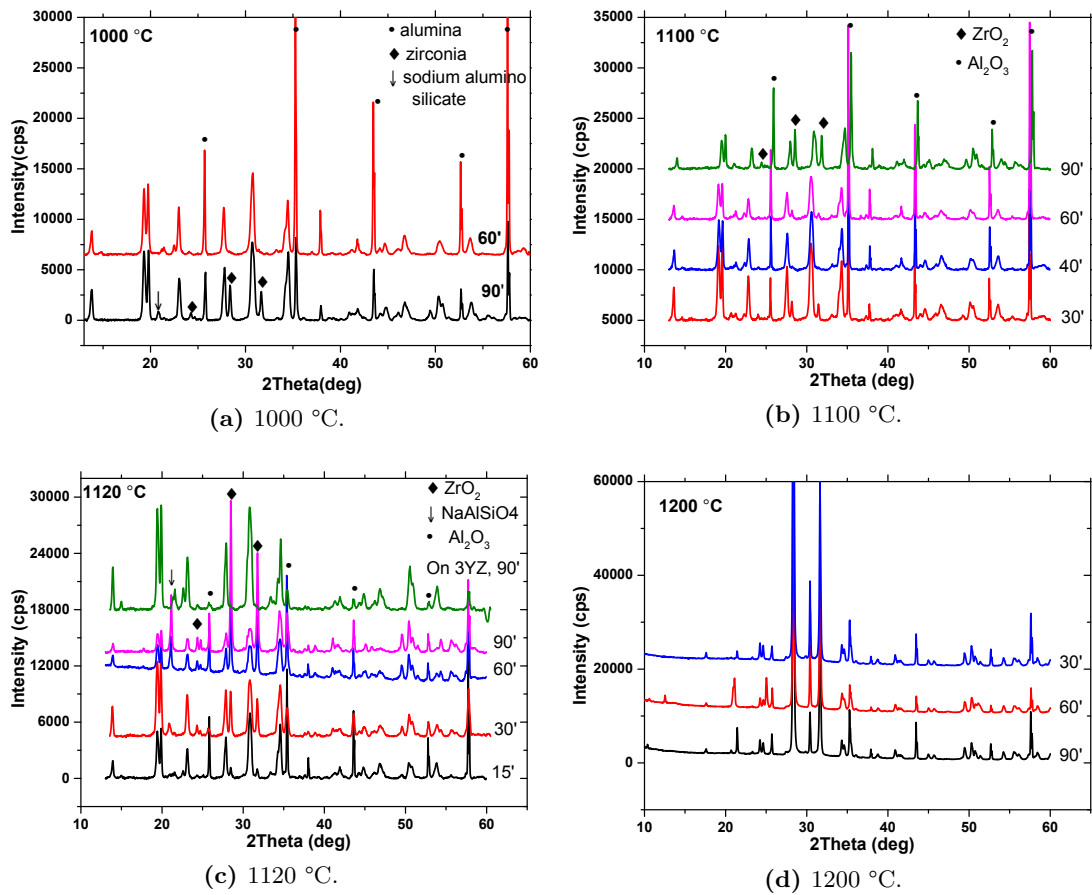 1000 °C
alumina
zirconia
sodium alumino
silicate
60'
90'
Intensity(cps)
30000
25000
20000
15000
10000
5000
0
20
30
40
50
60
2Theta(deg)
(a) 1000 °C.
1100 °C
ZrO2
Al2O3
90'
60'
40'
30'
Intensity (cps)
35000
30000
25000
20000
15000
10000
5000
10
20
30
40
50
60
2Theta (deg)
(b) 1100 °C.
1120 °C
ZrO2
NaAlSiO4
Al2O3
On 3YZ, 90'
90'
60'
30'
15'
Intensity (cps)
30000
24000
18000
12000
6000
0
10
20
30
40
50
60
2Theta (deg)
(c) 1120 °C.
1200 °C
30'
60'
90'
Intensity (cps)
60000
40000
20000
0
10
20
30
40
50
60
2Theta (deg)
(d) 1200 °C.